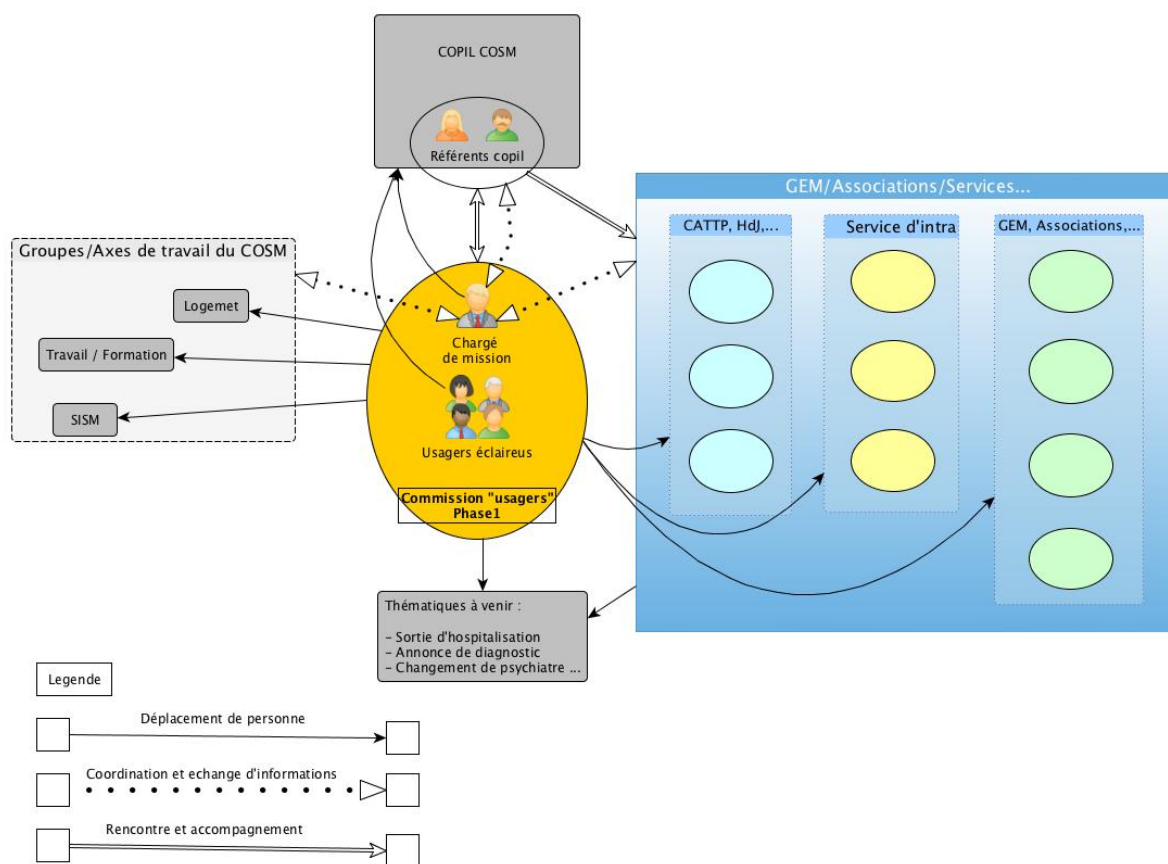 COPIL COSM
Référents copil
GEM/Associations/Services...
CATTP, HdJ,...
Service d'intra
GEM, Associations,...
Groupes/Axes de travail du COSM
Logemet
Travail / Formation
SISM
Chargé
de mission
Usagers éclaireus
Commission "usagers"
Phase1
Thématiques à venir :
- Sortie d'hospitalisation
- Annonce de diagnostic
- Changement de psychiatre ...
Legende
Déplacement de personne
Coordination et echange d'informations
Rencontre et accompagnement